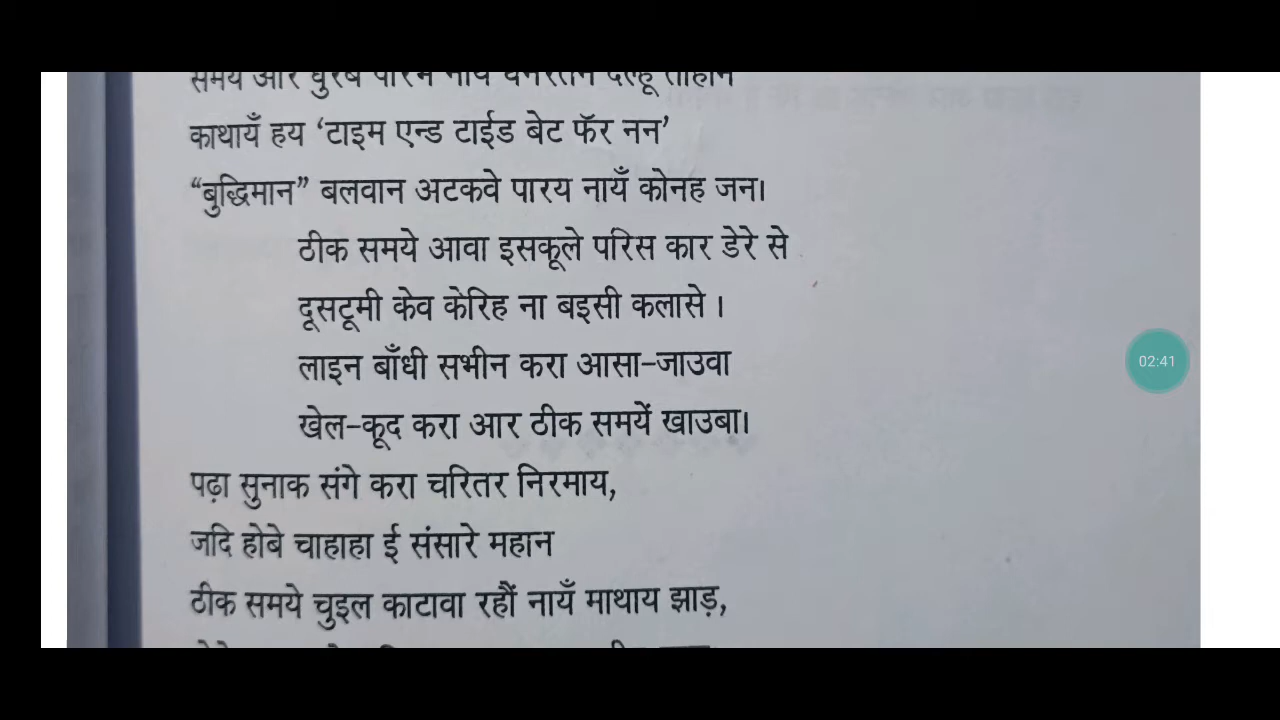 समय आर
काथायँ हय ‘टाइम एन्ड टाईड बेट फॅर नन’
“बुद्धिमान” बलवान अटकवे पारय नायँ कोनह जन।
ठीक समये आवा इसकूले परिस कार डेरे से
दूसटूमी केव केरिह ना बइसी कलासे ।
लाइन बाँधी सभीन करा आसा-जाउवा
खेल-कूद करा आर ठीक समयें खाउबा।
पढ़ा सुनाक संगे करा चरितर निरमाय,
जदि होबे चाहाहा ई संसारे महान
ठीक समये चुइल काटावा रहौं नायँ माथाय झाड़,
02:41